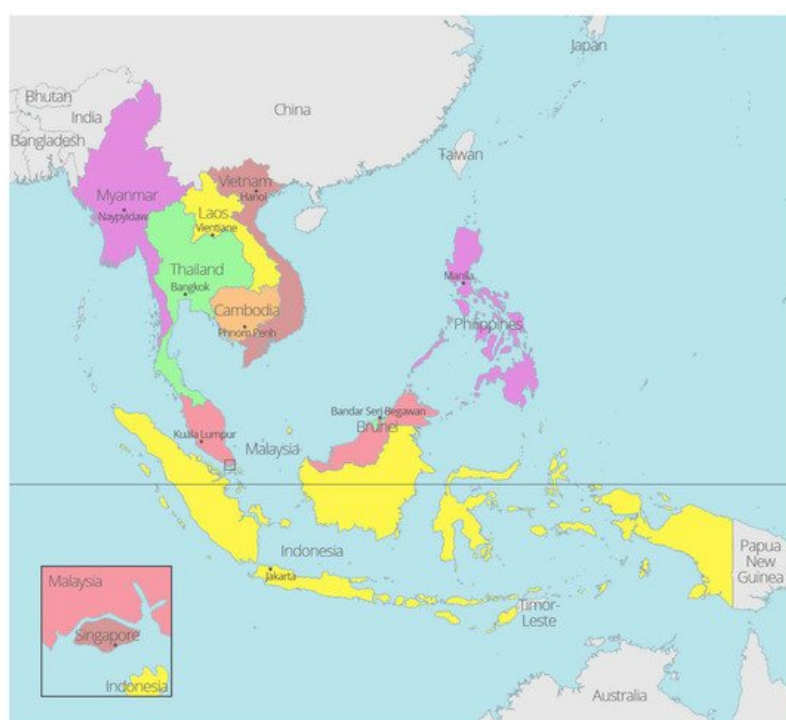 Japan
Bhutan
India
China
Bangladesh
Taiwan
Vietnam
Hanoi
Myanmar
Naypyidaw
Laos
Vientiane
Thailand
Bangkok
Manila
Cambodia
Phnom Penh
Philippines
Bandar Seri Begawan
Brunei
Kuala Lumpur
Malaysia
Indonesia
Papua
New
Guinea
Jakarta
Malaysia
Timor-
Leste
Singapore
Indonesia
Australia